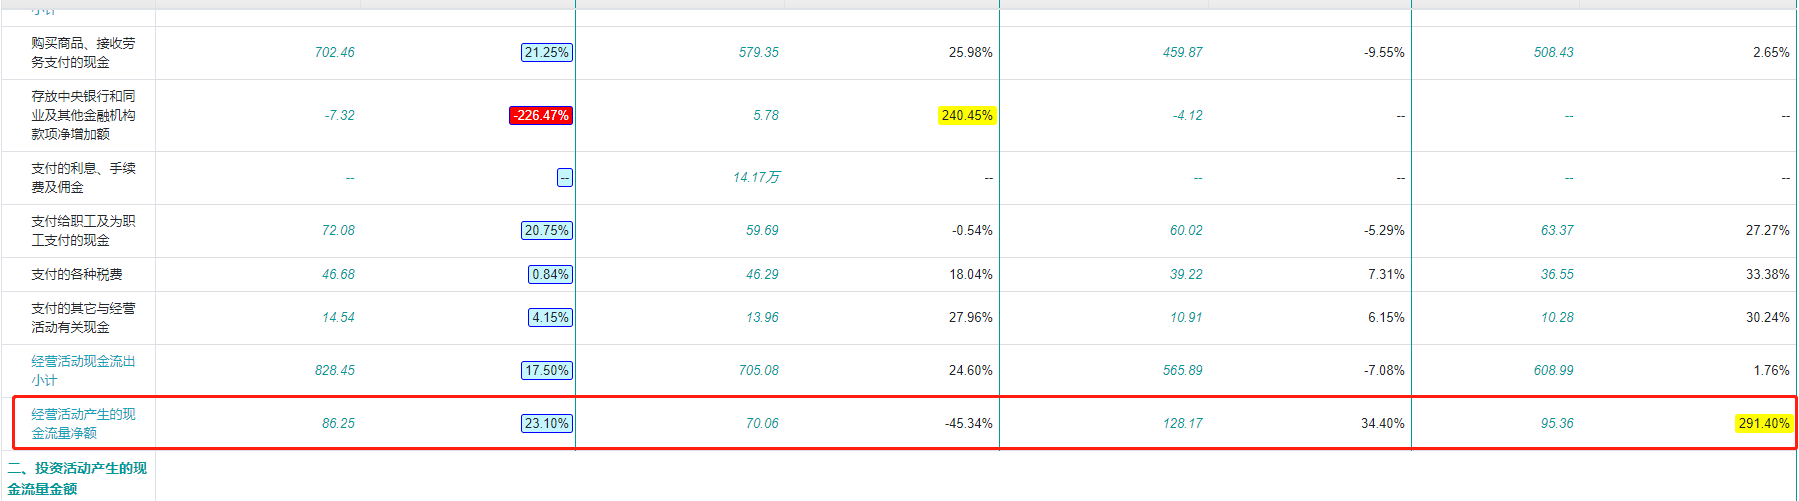 小计
购买商品、接收劳 702.46 21.25% 579.35 25.98% 459.87 -9.55% 508.43 2.65%
务支付的现金
存放中央银行和同
业及其他金融机构 -7.32 -226.47% 5.78 240.45% -4.12 -- -- --
款项净增加额
支付的利息、手续 -- -- 14.17万 -- -- -- -- --
费及佣金
支付给职工及为职 72.08 20.75% 59.69 -0.54% 60.02 -5.29% 63.37 27.27%
工支付的现金
支付的各种税费 46.68 0.84% 46.29 18.04% 39.22 7.31% 36.55 33.38%
支付的其它与经营 14.54 4.15% 13.96 27.96% 10.91 6.15% 10.28 30.24%
活动有关现金
经营活动现金流出 828.45 17.50% 705.08 24.60% 565.89 -7.08% 608.99 1.76%
小计
经营活动产生的现 86.25 23.10% 70.06 -45.34% 128.17 34.40% 95.36 291.40%
金流量净额
二、投资活动产生的现
金流量金额